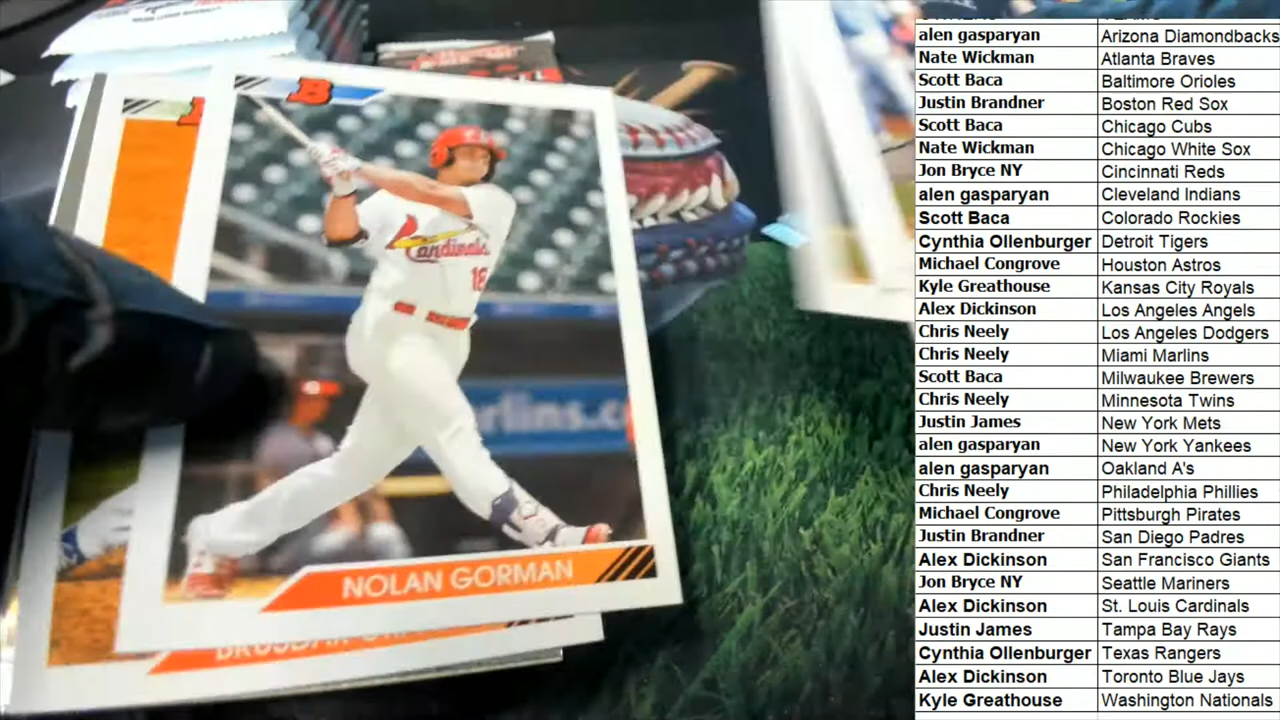 B
Cardinals
18
NOLAN GORMAN
alen gasparyan Arizona Diamondbacks
Nate Wickman Atlanta Braves
Scott Baca Baltimore Orioles
Justin Brandner Boston Red Sox
Scott Baca Chicago Cubs
Nate Wickman Chicago White Sox
Jon Bryce NY Cincinnati Reds
alen gasparyan Cleveland Indians
Scott Baca Colorado Rockies
Cynthia Ollenburger Detroit Tigers
Michael Congrove Houston Astros
Kyle Greathouse Kansas City Royals
Alex Dickinson Los Angeles Angels
Chris Neely Los Angeles Dodgers
Chris Neely Miami Marlins
Scott Baca Milwaukee Brewers
Chris Neely Minnesota Twins
Justin James New York Mets
alen gasparyan New York Yankees
alen gasparyan Oakland A's
Chris Neely Philadelphia Phillies
Michael Congrove Pittsburgh Pirates
Justin Brandner San Diego Padres
Alex Dickinson San Francisco Giants
Jon Bryce NY Seattle Mariners
Alex Dickinson St. Louis Cardinals
Justin James Tampa Bay Rays
Cynthia Ollenburger Texas Rangers
Alex Dickinson Toronto Blue Jays
Kyle Greathouse Washington Nationals